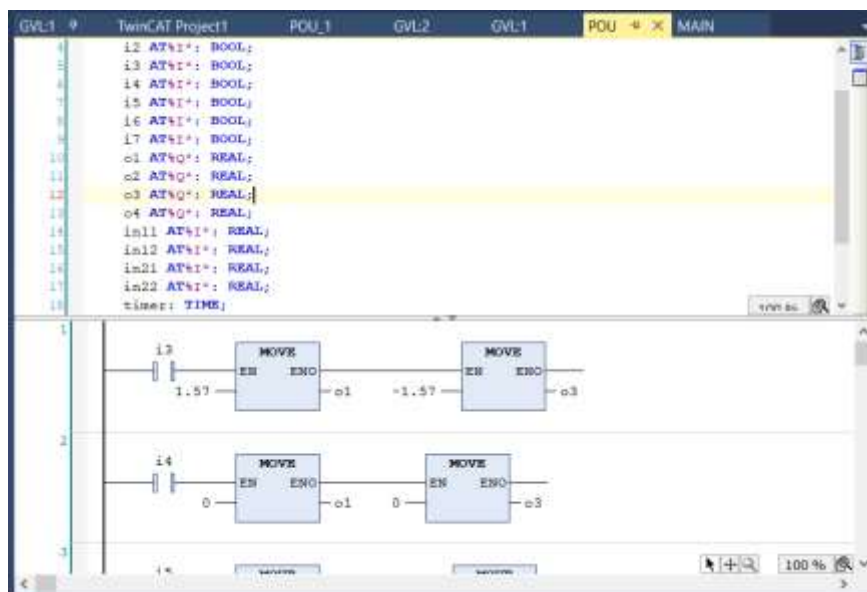 GVL:1 TwinCAT Project1 POU_1 GVL:2 GVL:1 POU MAIN
4 i2 AT%I*: BOOL;
5 i3 AT%I*: BOOL;
6 i4 AT%I*: BOOL;
7 i5 AT%I*: BOOL;
8 i6 AT%I*: BOOL;
9 i7 AT%I*: BOOL;
10 o1 AT%Q*: REAL;
11 o2 AT%Q*: REAL;
12 o3 AT%Q*: REAL;
13 o4 AT%Q*: REAL;
14 in11 AT%I*: REAL;
15 in12 AT%I*: REAL;
16 in21 AT%I*: REAL;
17 in22 AT%I*: REAL;
18 timer: TIME;
100 %
1
i3 MOVE MOVE
EN ENO EN ENO
1.57 o1 -1.57 o3
2
i4 MOVE MOVE
EN ENO EN ENO
0 o1 0 o3
3
i5 MOVE MOVE
100 %